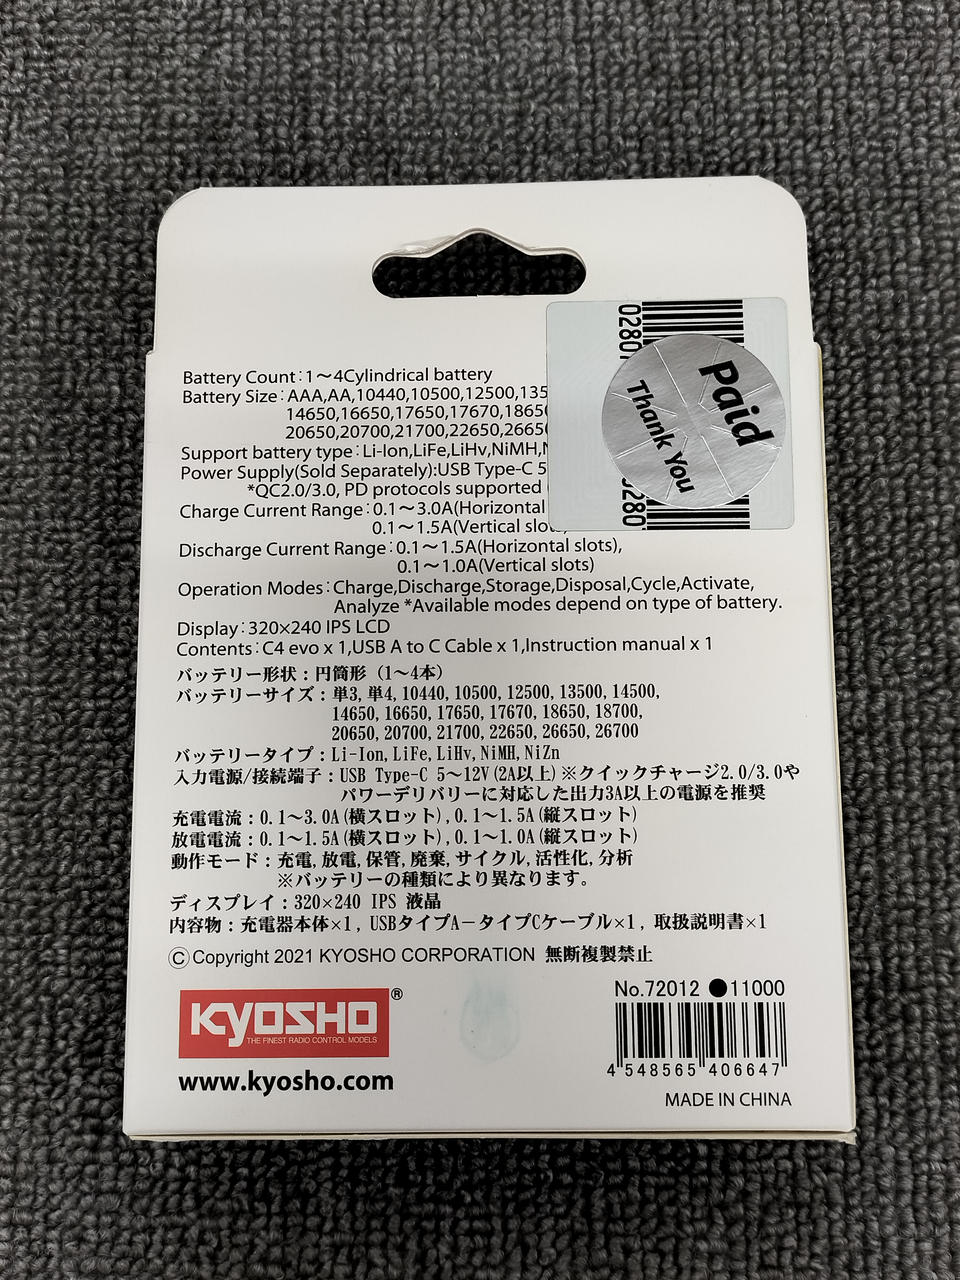 Battery Count:1～4Cylindrical battery
Battery Size:AAA,AA,10440,10500,12500,135
14650,16650,17650,17670,18650
20650,20700,21700,22650,26650
Support battery type:Li-Ion,LiFe,LiHv,NiMH,N
Power Supply(Sold Separately):USB Type-C 5
*QC2.0/3.0, PD protocols supported
Charge Current Range:0.1～3.0A(Horizontal
0.1～1.5A(Vertical slots,
Discharge Current Range:0.1～1.5A(Horizontal slots),
0.1～1.0A(Vertical slots)
Operation Modes:Charge,Discharge,Storage,Disposal,Cycle,Activate,
Analyze *Available modes depend on type of battery.
Display:320×240 IPS LCD
Contents:C4 evo x 1,USB A to C Cable x 1,Instruction manual x 1
バッテリー形状：円筒形（1～4本）
バッテリーサイズ：単3, 単4, 10440, 10500, 12500, 13500, 14500,
14650, 16650, 17650, 17670, 18650, 18700,
20650, 20700, 21700, 22650, 26650, 26700
バッテリータイプ：Li-Ion, LiFe, LiHv, NiMH, NiZn
入力電源/接続端子：USB Type-C 5～12V(2A以上)※クイックチャージ2.0/3.0や
パワーデリバリーに対応した出力3A以上の電源を推奨
充電電流：0.1～3.0A(横スロット),0.1～1.5A(縦スロット)
放電電流：0.1～1.5A(横スロット),0.1～1.0A(縦スロット)
動作モード：充電, 放電, 保管, 廃棄, サイクル, 活性化, 分析
※バッテリーの種類により異なります。
ディスプレイ：320×240 IPS 液晶
内容物：充電器本体×1, USBタイプA－タイプCケーブル×1, 取扱説明書×1
©Copyright 2021 KYOSHO CORPORATION 無断複製禁止
KYOSHO®
THE FINEST RADIO CONTROL MODELS
www.kyosho.com
No.72012 ●11000
4 548565 406647
MADE IN CHINA
Paid
Thank You
0280
0280